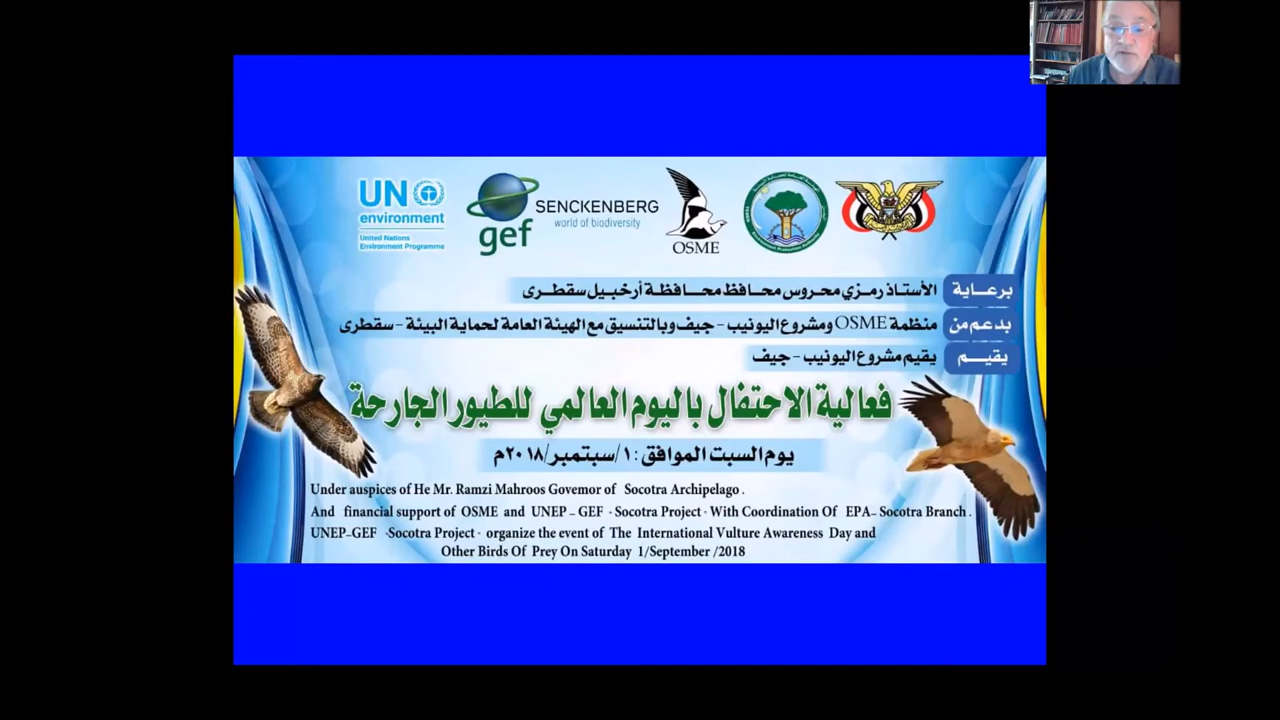 UN
environment
United Nations
Environment Programme
gef
SENCKENBERG
world of biodiversity
OSME
برعاية الأستاذ رمزي محروس محافظ محافظة أرخبيل سقطرى
بدعم من منظمة OSME ومشروع اليونيب - جيف وبالتنسيق مع الهيئة العامة لحماية البيئة - سقطرى
يقيم يقيم مشروع اليونيب - جيف
فعالية الاحتفال باليوم العالمي للطيور الجارحة
يوم السبت الموافق : ١/سبتمبر/٢٠١٨م
Under auspices of He Mr. Ramzi Mahroos Govemor of Socotra Archipelago .
And financial support of OSME and UNEP - GEF - Socotra Project - With Coordination Of EPA- Socotra Branch .
UNEP-GEF -Socotra Project - organize the event of The International Vulture Awareness Day and
Other Birds Of Prey On Saturday 1/September /2018